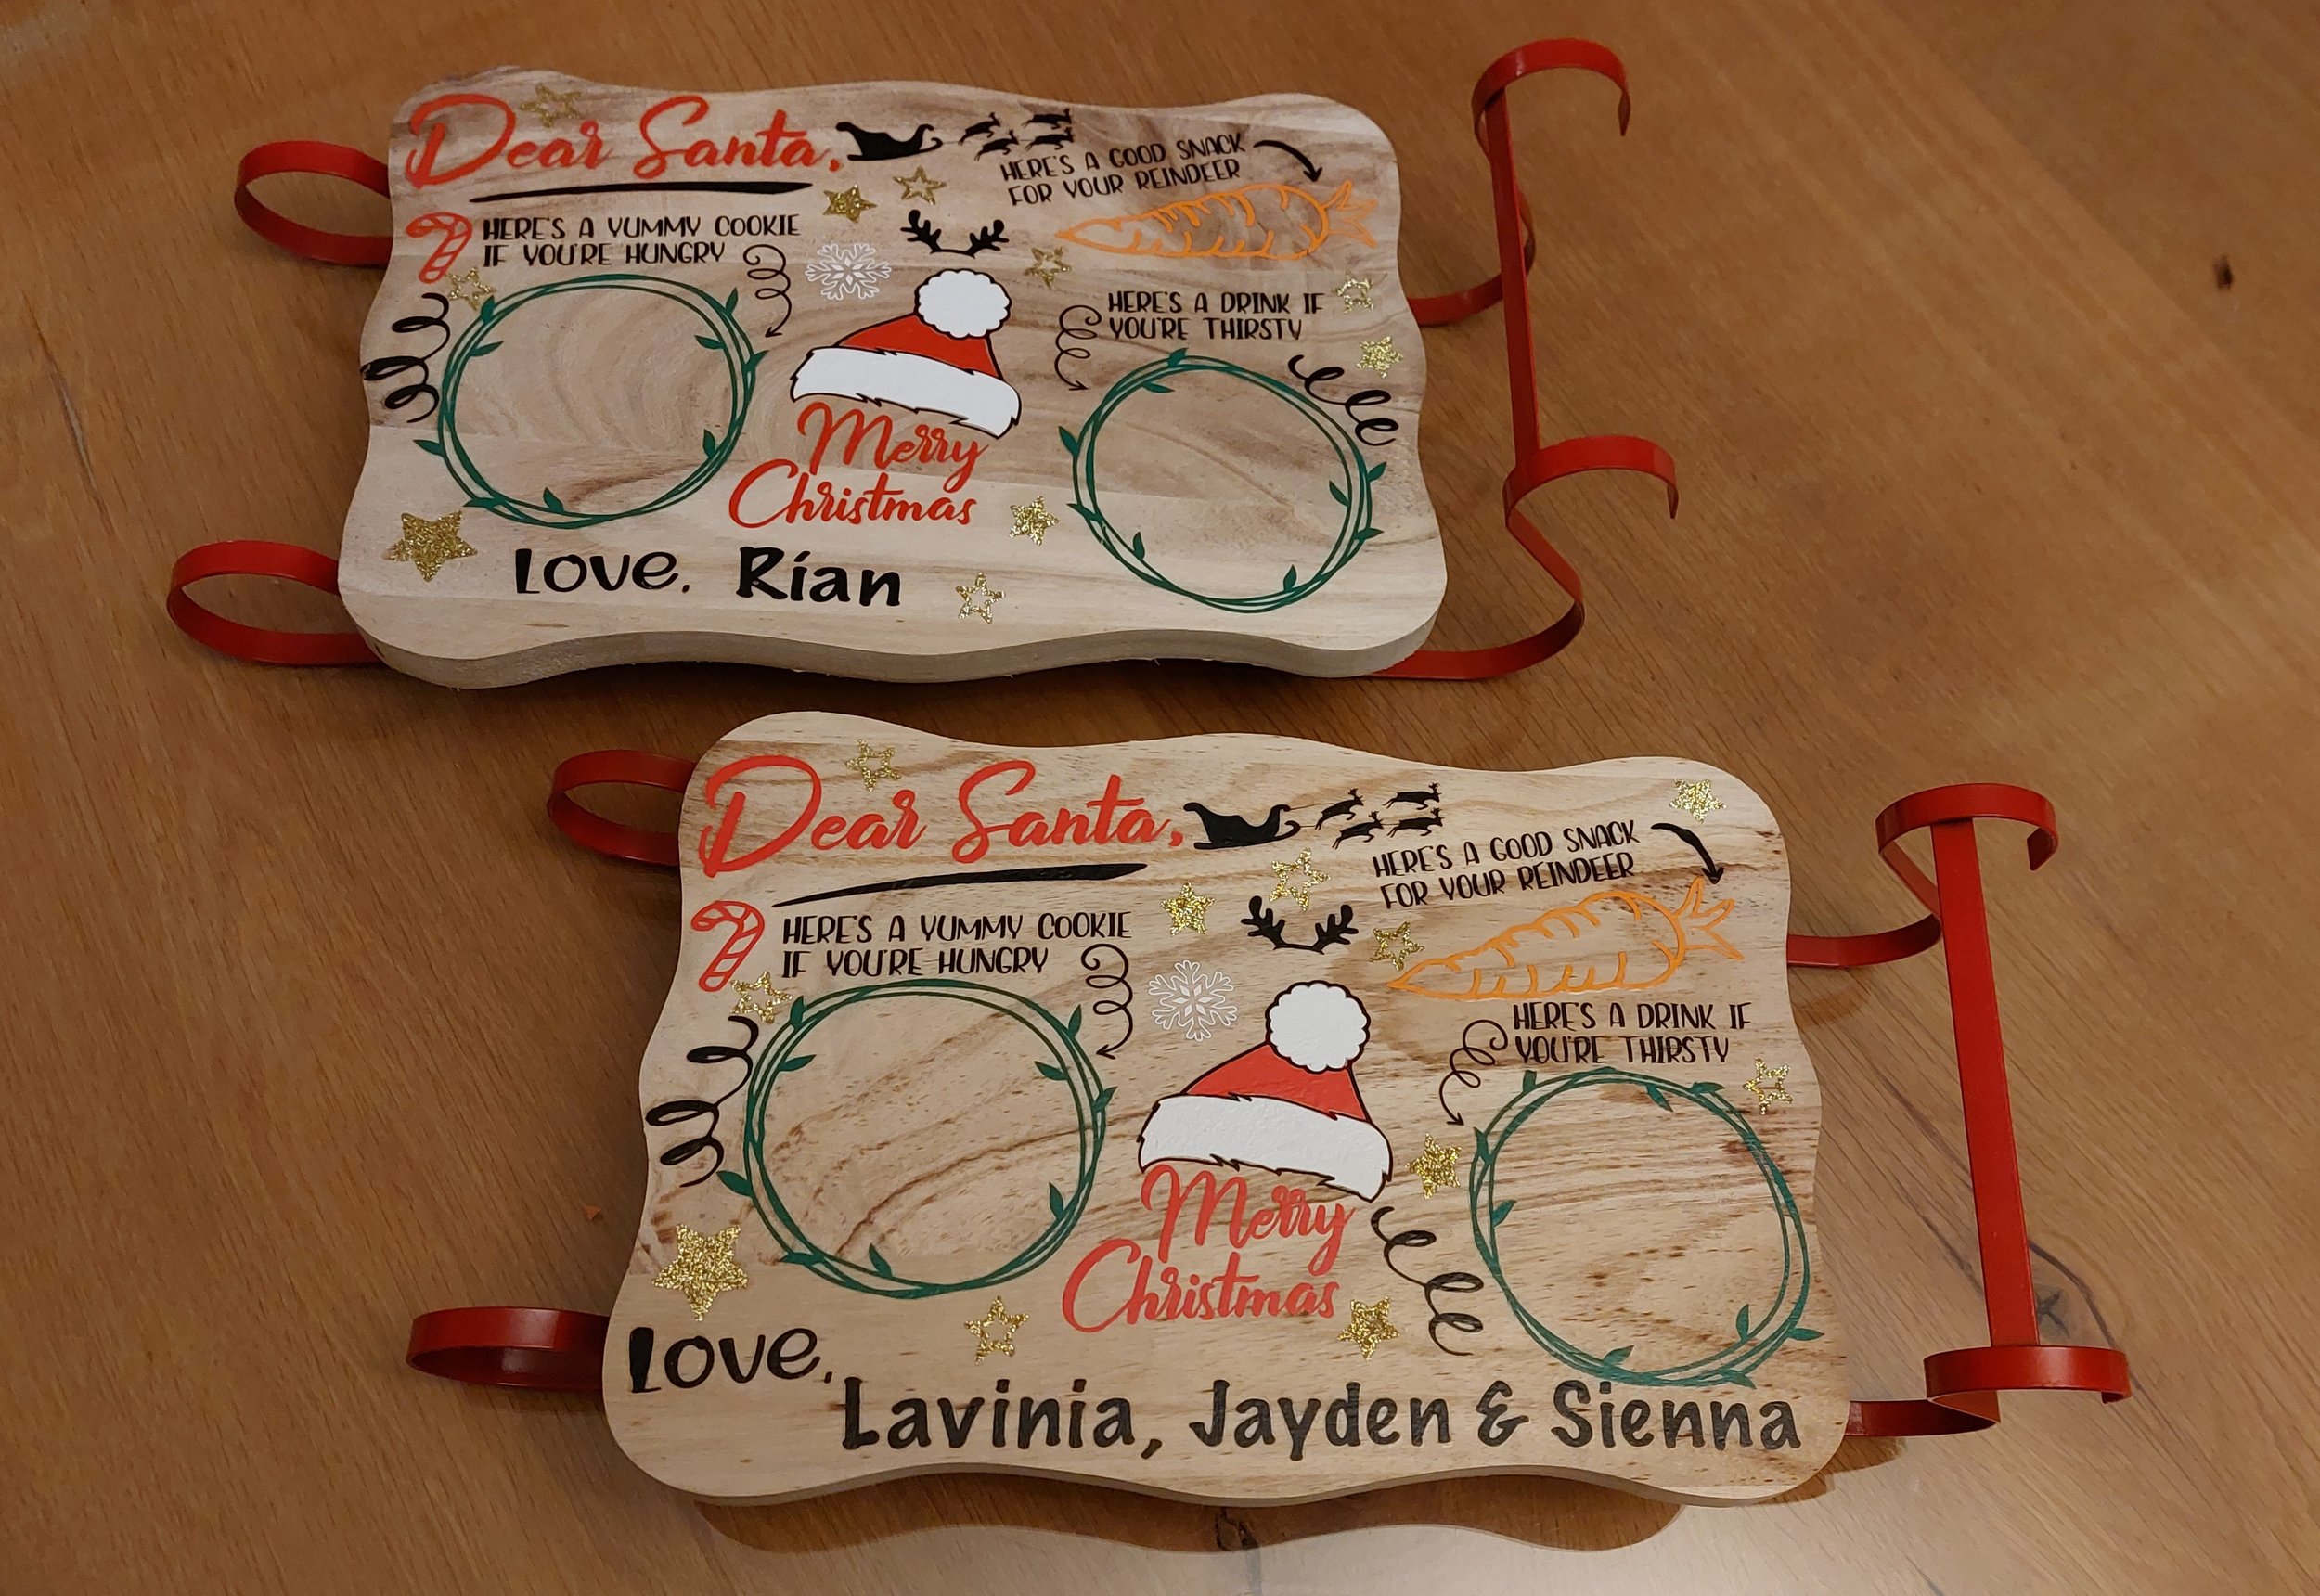 Dear Santa,
HERE'S A GOOD SNACK
FOR YOUR REINDEER
HERE'S A YUMMY COOKIE
IF YOU'RE HUNGRY
HERE'S A DRINK IF
YOU'RE THIRSTY
Merry
Christmas
Love, Rían
Dear Santa,
HERE'S A GOOD SNACK
FOR YOUR REINDEER
HERE'S A YUMMY COOKIE
IF YOU'RE HUNGRY
HERE'S A DRINK IF
YOU'RE THIRSTY
Merry
Christmas
Love,
Lavinia, Jayden & Sienna